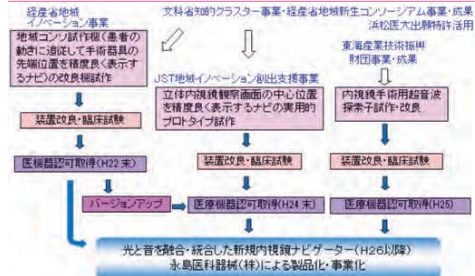 経産省地域
イノベーション事業
文科省知的クラスター事業・経産省地域新生コンソーシアム事業・成果
浜松医大出願特許活用
地域コンソ試作機(患者の
動きに追従して手術器具の
先端位置を精度良く表示す
るナビ)の改良機試作
JST地域イノベーション創出支援事業
立体内視鏡観察画面の中心位置
を精度良く表示するナビの実用的
プロトタイプ試作
東海産業技術振興
財団事業・成果
内視鏡手術用超音波
探索子試作・改良
装置改良・臨床試験
装置改良・臨床試験
装置改良・臨床試験
医機器認可取得(H22末)
バージョンアップ
医療機器認可取得(H24末)
医療機器認可取得(H25)
光と音を融合・統合した新規内視鏡ナビゲーター(H26以降)
永島医科器械(株)による製品化・事業化